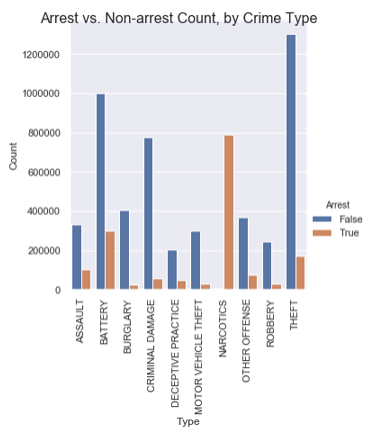 Arrest vs. Non-arrest Count, by Crime Type
1200000
1000000
800000
600000
400000
200000
0
Count
ASSAULT
BATTERY
BURGLARY
CRIMINAL DAMAGE
DECEPTIVE PRACTICE
MOTOR VEHICLE THEFT
NARCOTICS
OTHER OFFENSE
ROBBERY
THEFT
Type
Arrest
False
True